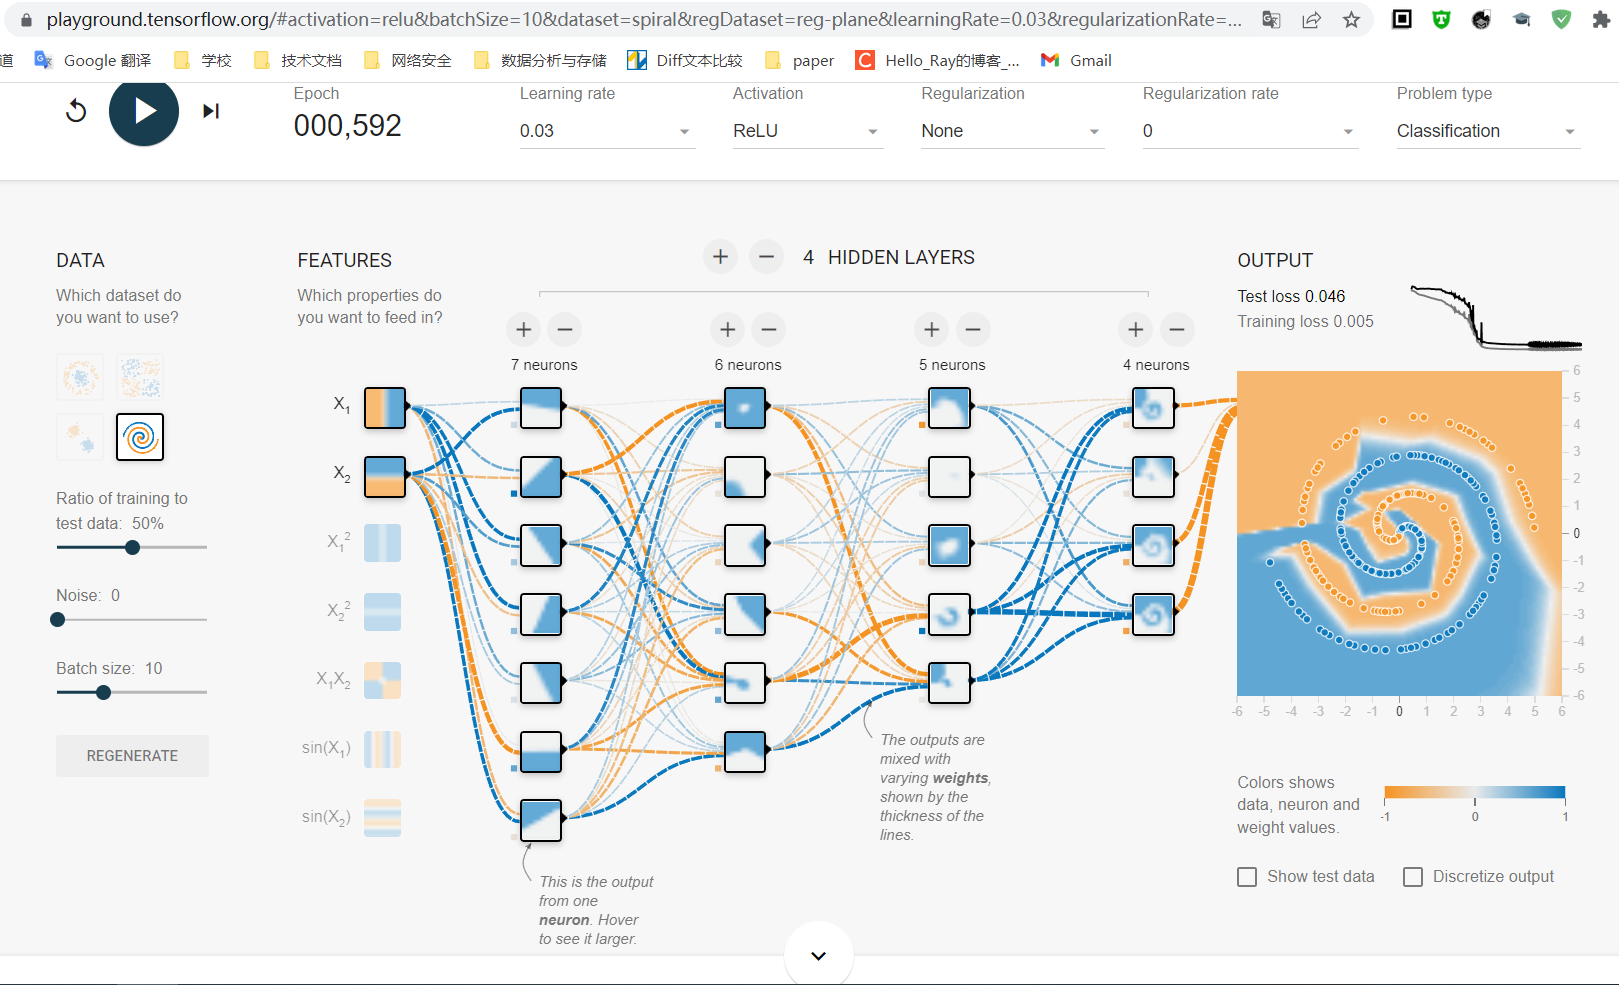 playground.tensorflow.org/#activation=relu&batchSize=10&dataset=spiral&regDataset=reg-plane&learningRate=0.03&regularizationRate=...
道 Google 翻译 学校 技术文档 网络安全 数据分析与存储 Diff文本比较 paper C Hello_Ray的博客_... Gmail
Epoch Learning rate Activation Regularization Regularization rate Problem type
000,592 0.03 ReLU None 0 Classification
DATA FEATURES + − 4 HIDDEN LAYERS OUTPUT
Which dataset do
you want to use?
Which properties do
you want to feed in?
Test loss 0.046
Training loss 0.005
+ − + − + − + −
7 neurons 6 neurons 5 neurons 4 neurons
X1
X2
X1²
X2²
X1X2
sin(X1)
sin(X2)
Ratio of training to
test data: 50%
Noise: 0
Batch size: 10
REGENERATE
6
5
4
3
2
1
0
-1
-2
-3
-4
-5
-6
-6 -5 -4 -3 -2 -1 0 1 2 3 4 5 6
The outputs are
mixed with
varying weights,
shown by the
thickness of the
lines.
This is the output
from one
neuron. Hover
to see it larger.
Colors shows
data, neuron and
weight values.
-1 0 1
Show test data Discretize output